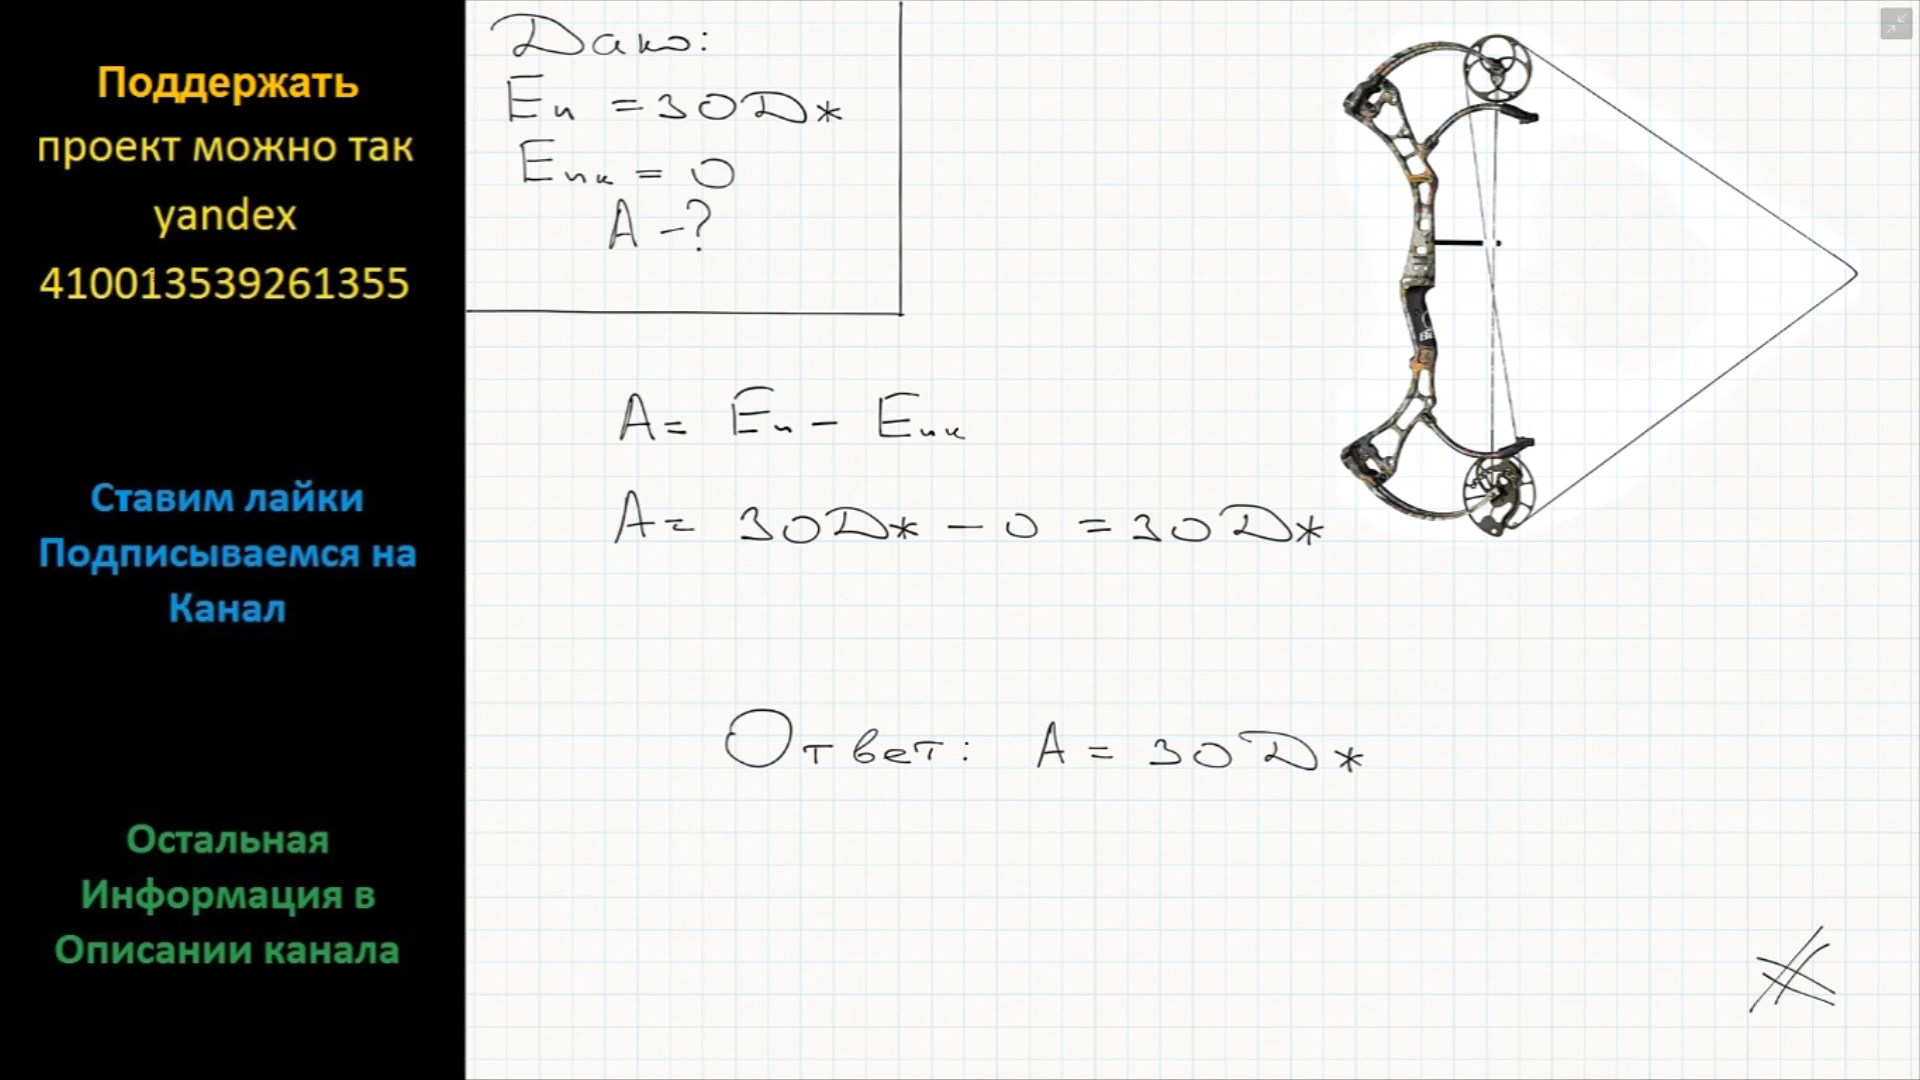 Поддержать
проект можно так
yandex
410013539261355
Ставим лайки
Подписываемся на
Канал
Остальная
Информация в
Описании канала
Дано:
Eп = 30Дж
Eпк = 0
A - ?
A = Eп - Eпк
A = 30Дж - 0 = 30Дж
Ответ: A = 30Дж